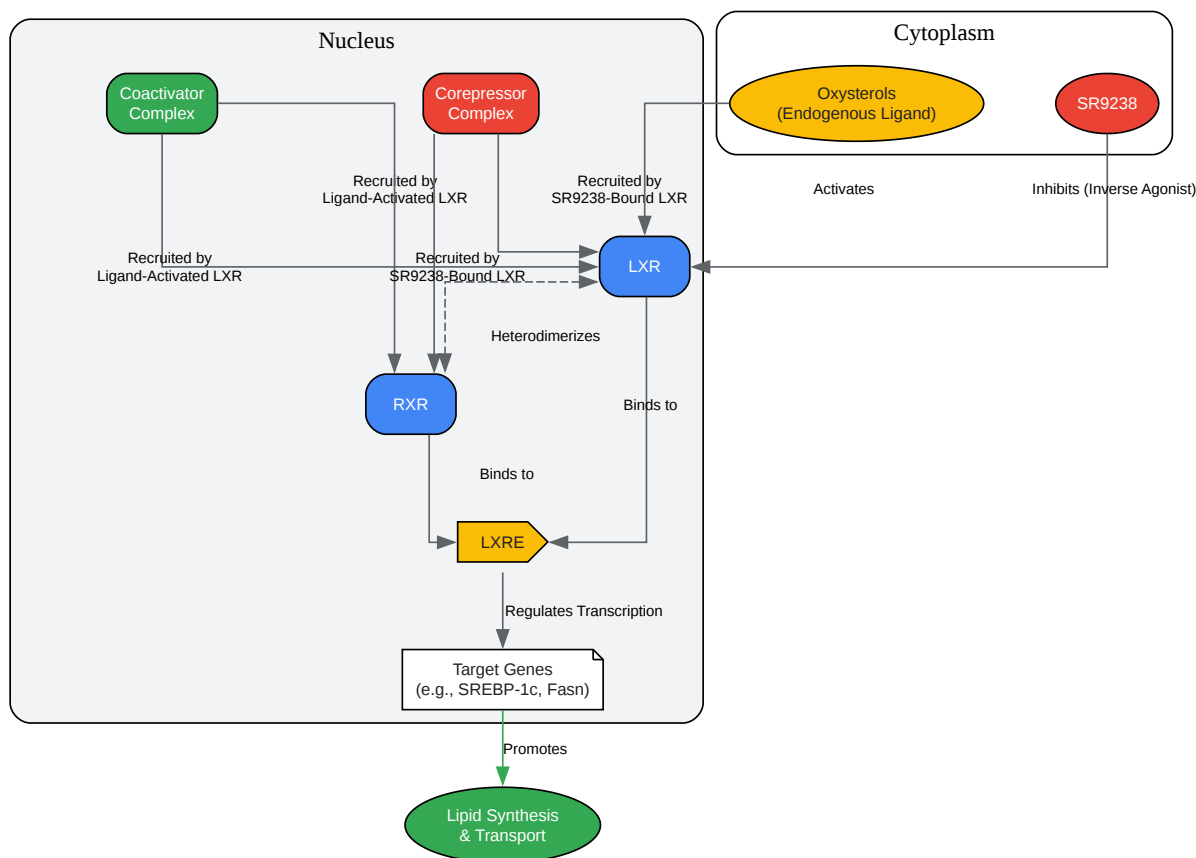 Nucleus
Cytoplasm
Coactivator
Complex
Corepressor
Complex
Oxysterols
(Endogenous Ligand)
SR9238
Recruited by
Ligand-Activated LXR
Recruited by
SR9238-Bound LXR
Activates
Inhibits (Inverse Agonist)
Recruited by
Ligand-Activated LXR
Recruited by
SR9238-Bound LXR
LXR
Heterodimerizes
RXR
Binds to
Binds to
LXRE
Regulates Transcription
Target Genes
(e.g., SREBP-1c, Fasn)
Promotes
Lipid Synthesis
& Transport